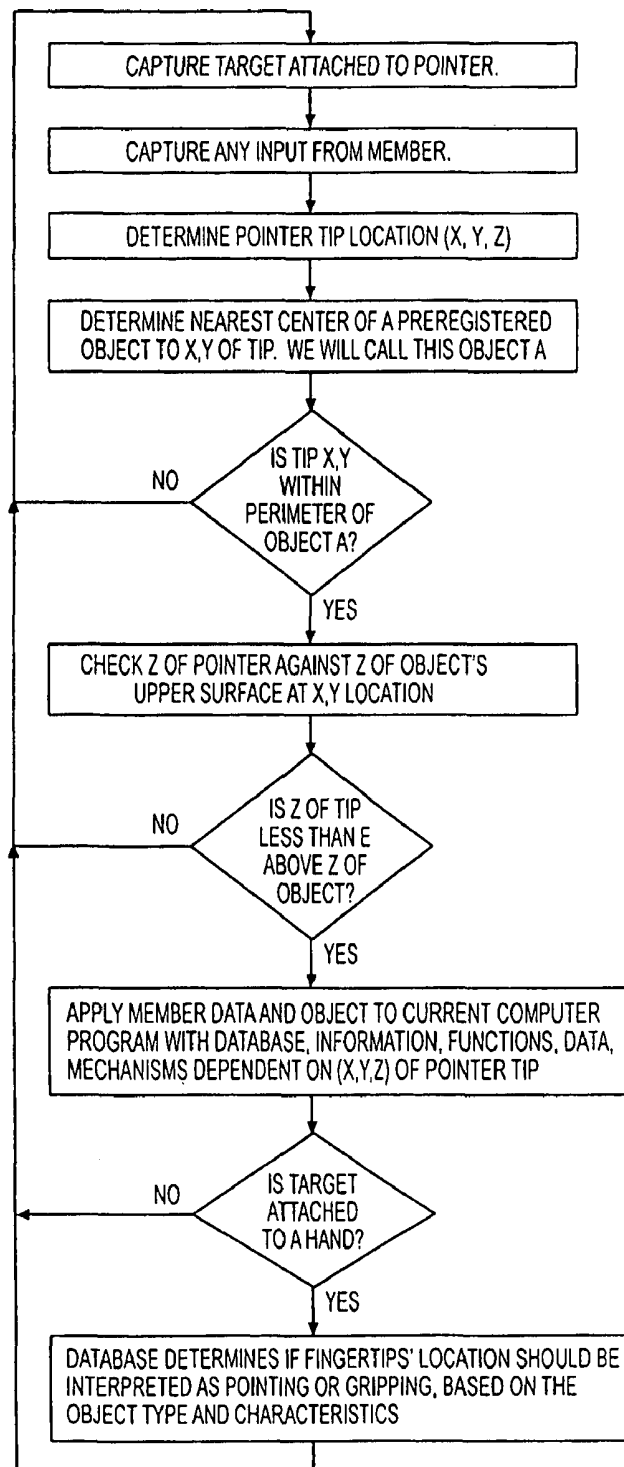 CAPTURE TARGET ATTACHED TO POINTER.
CAPTURE ANY INPUT FROM MEMBER.
DETERMINE POINTER TIP LOCATION (X, Y, Z)
DETERMINE NEAREST CENTER OF A PREREGISTERED
OBJECT TO X,Y OF TIP. WE WILL CALL THIS OBJECT A
IS TIP X,Y
WITHIN
PERIMETER OF
OBJECT A?
NO
YES
CHECK Z OF POINTER AGAINST Z OF OBJECT'S
UPPER SURFACE AT X,Y LOCATION
IS Z OF TIP
LESS THAN E
ABOVE Z OF
OBJECT?
NO
YES
APPLY MEMBER DATA AND OBJECT TO CURRENT COMPUTER
PROGRAM WITH DATABASE, INFORMATION, FUNCTIONS, DATA,
MECHANISMS DEPENDENT ON (X,Y,Z) OF POINTER TIP
IS TARGET
ATTACHED
TO A HAND?
NO
YES
DATABASE DETERMINES IF FINGERTIPS' LOCATION SHOULD BE
INTERPRETED AS POINTING OR GRIPPING, BASED ON THE
OBJECT TYPE AND CHARACTERISTICS